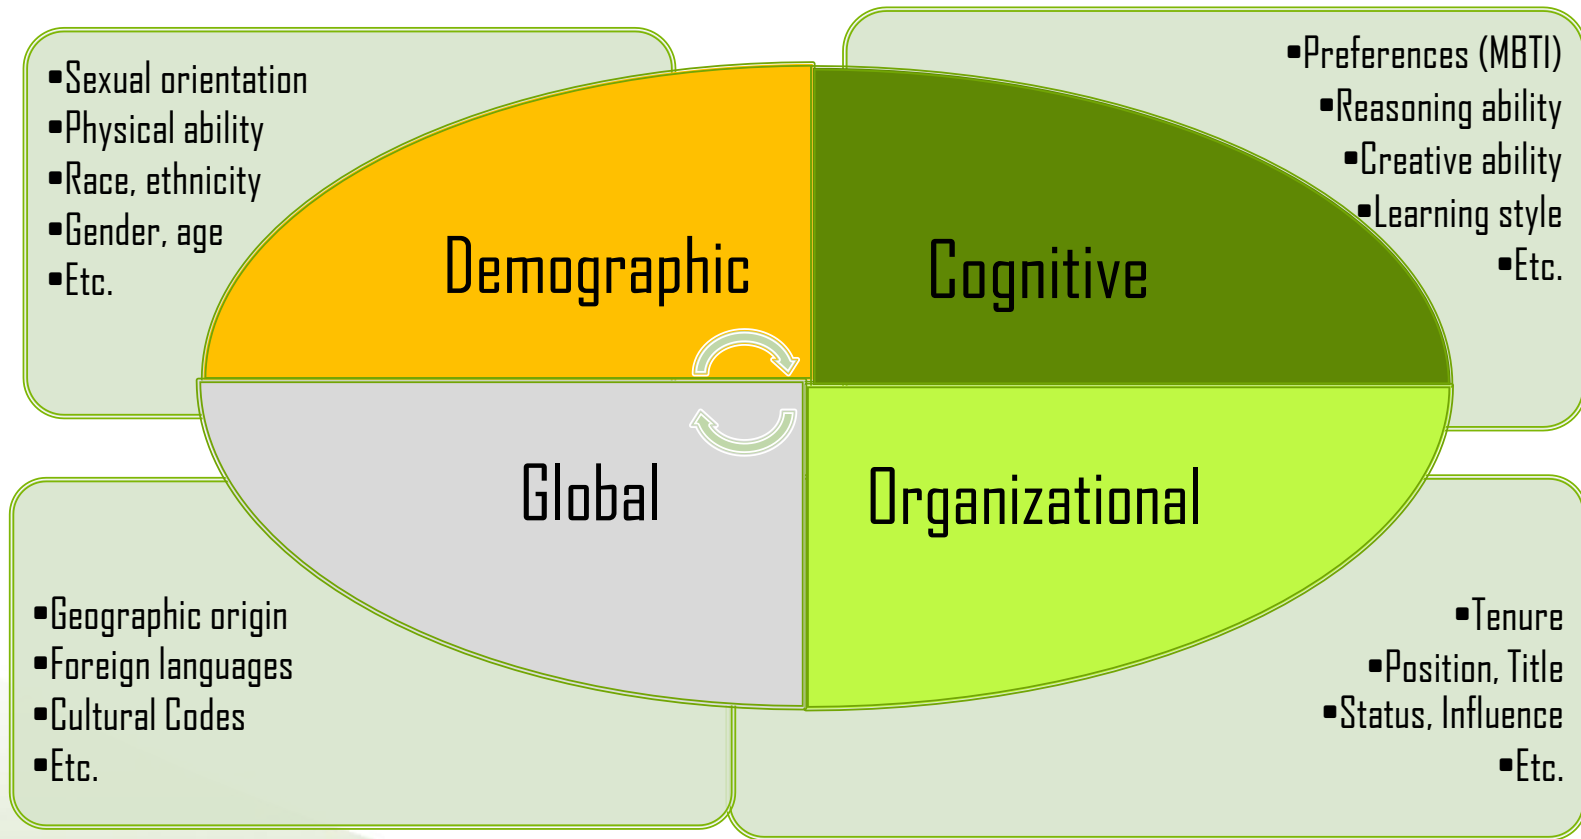 ▪Sexual orientation
▪Physical ability
▪Race, ethnicity
▪Gender, age
▪Etc.
▪Preferences (MBTI)
▪Reasoning ability
▪Creative ability
▪Learning style
▪Etc.
Demographic
Cognitive
Global
Organizational
▪Geographic origin
▪Foreign languages
▪Cultural Codes
▪Etc.
▪Tenure
▪Position, Title
▪Status, Influence
▪Etc.